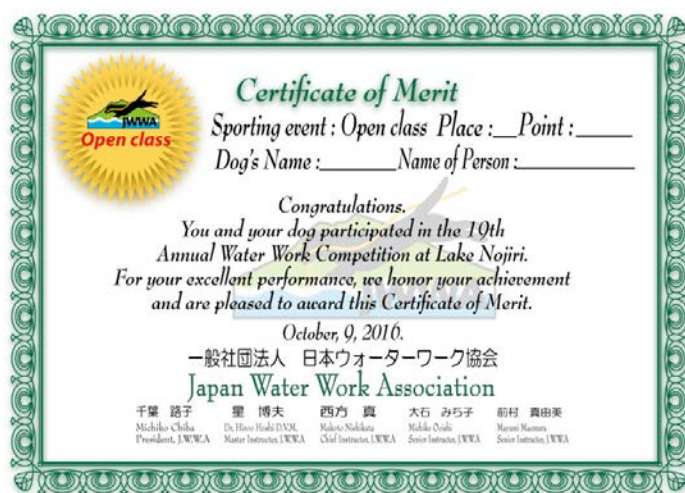 Certificate of Merit
JWWA
Open class
Sporting event : Open class Place :__Point :_____
Dog's Name :_______Name of Person :__________
Congratulations.
You and your dog participated in the 19th
Annual Water Work Competition at Lake Nojiri.
For your excellent performance, we honor your achievement
and are pleased to award this Certificate of Merit.
JWWA
October, 9, 2016.
一般社団法人 日本ウォーターワーク協会
Japan Water Work Association
千葉 路子 星 博夫 西方 真 大石 みち子 前村 真由美
Michiko Chiba Dr. Hiroo Hoshi D.V.M. Makoto Nishikata Michiko Ooishi Mayumi Maemura
President, J.W.W.A Master Instructor, J.W.W.A Chief Instructor, J.W.W.A Senior Instructor, J.W.W.A Senior Instructor, J.W.W.A